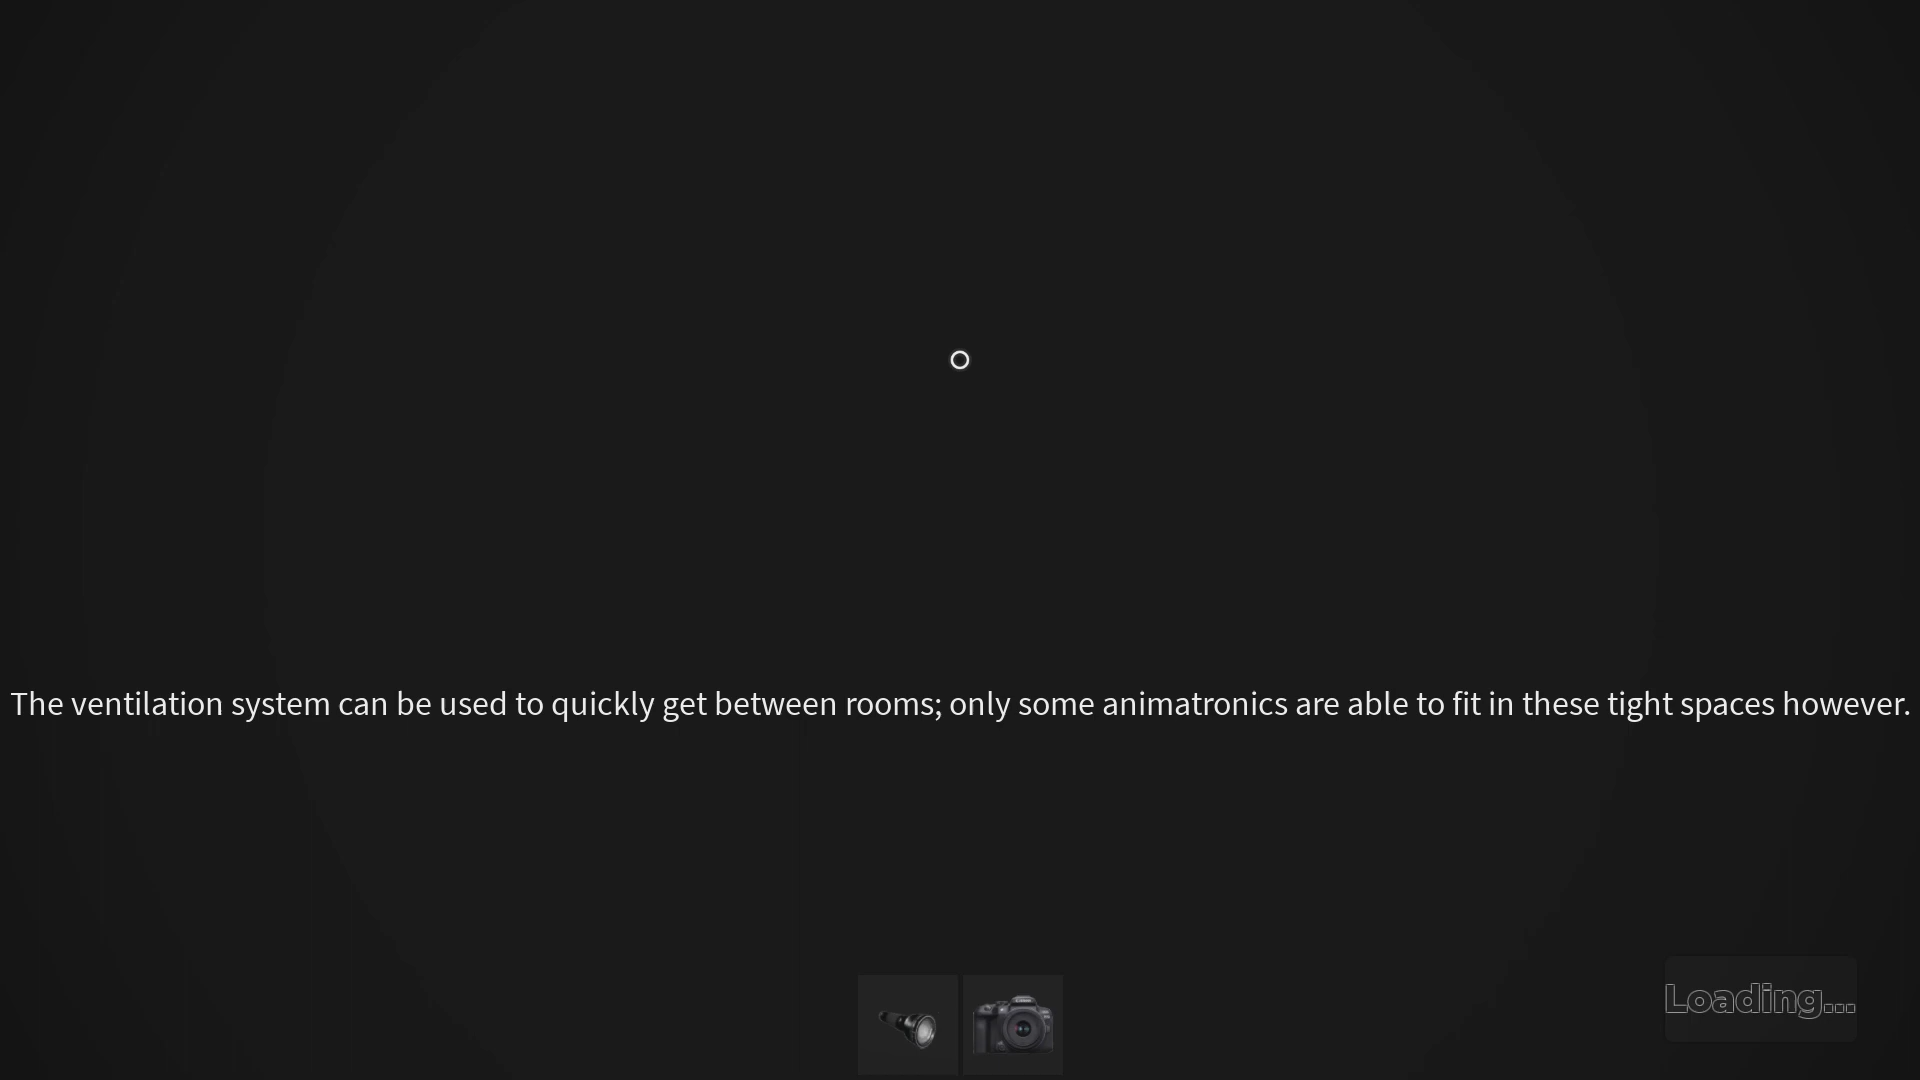 The ventilation system can be used to quickly get between rooms; only some animatronics are able to fit in these tight spaces however.
Loading...